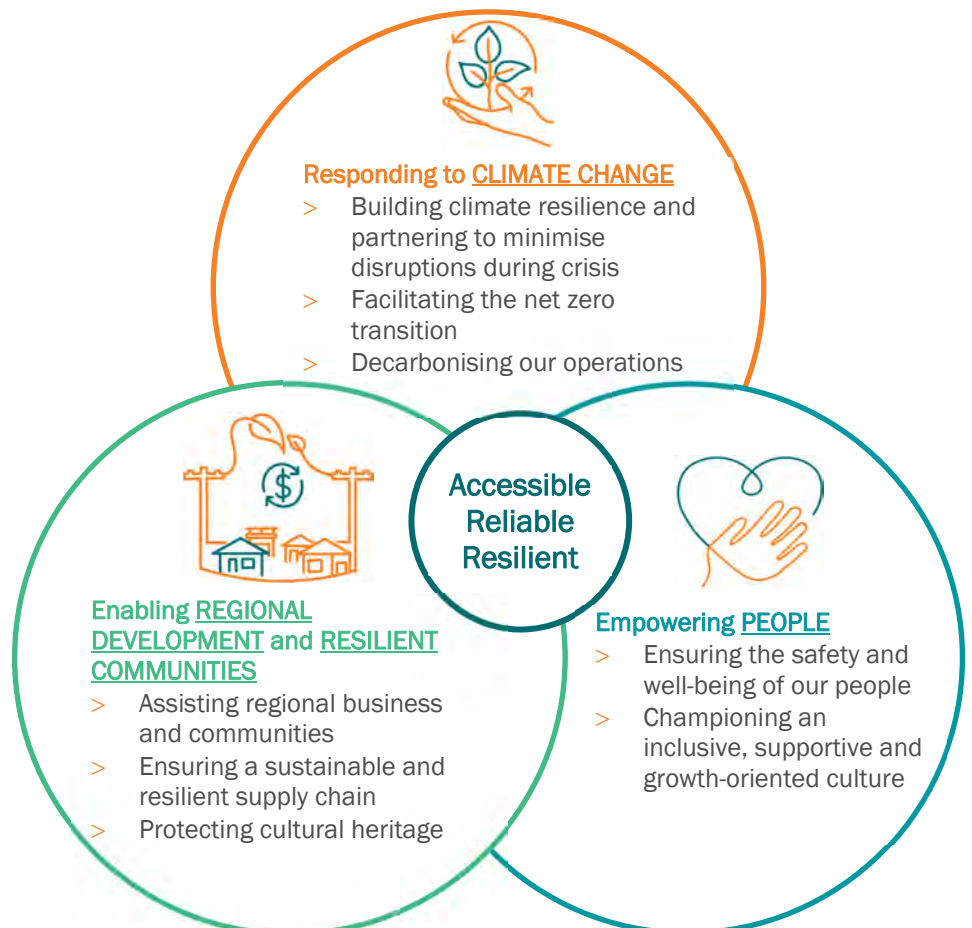 Responding to CLIMATE CHANGE
> Building climate resilience and
partnering to minimise
disruptions during crisis
> Facilitating the net zero
transition
> Decarbonising our operations
Accessible
Reliable
Resilient
$
Enabling REGIONAL
DEVELOPMENT and RESILIENT
COMMUNITIES
> Assisting regional business
and communities
> Ensuring a sustainable and
resilient supply chain
> Protecting cultural heritage
Empowering PEOPLE
> Ensuring the safety and
well-being of our people
> Championing an
inclusive, supportive and
growth-oriented culture